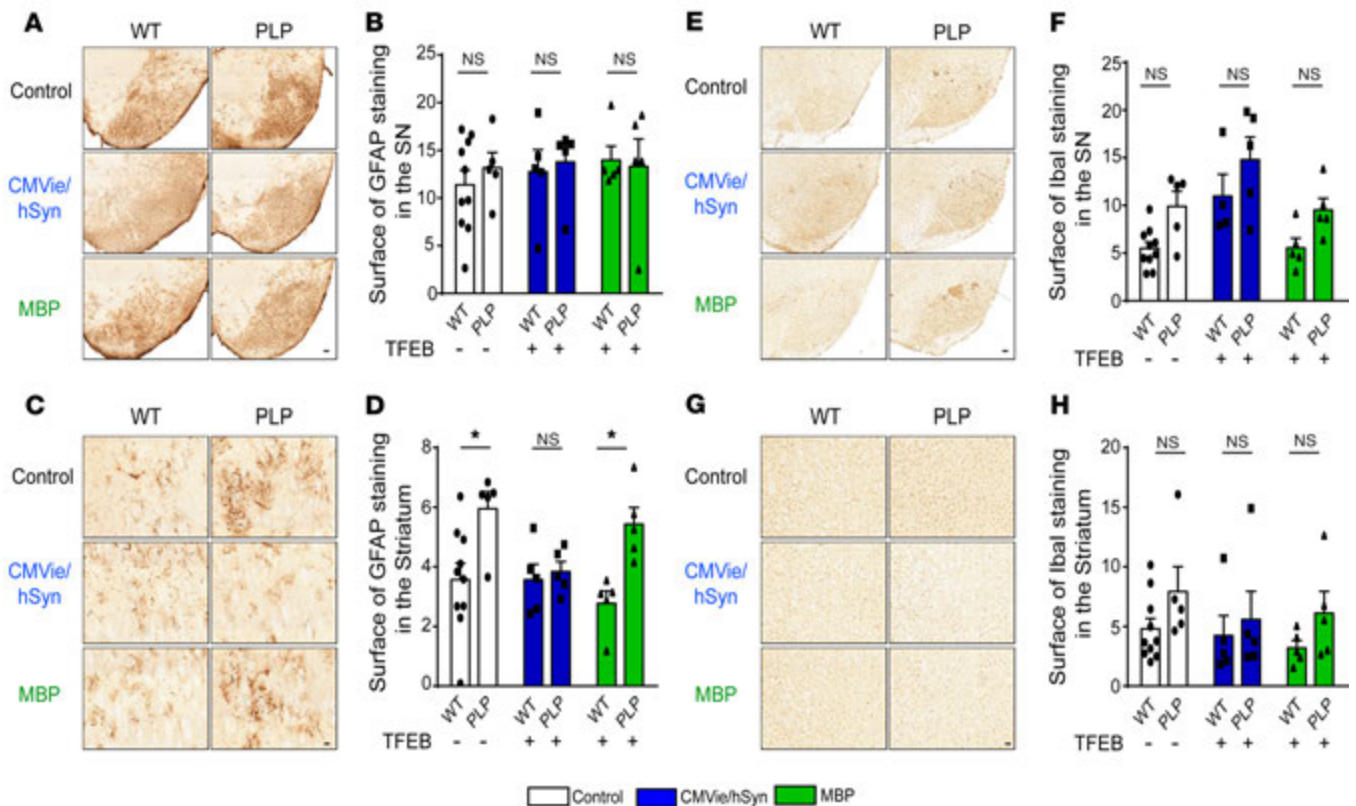 A
WT PLP
Control
CMVie/
hSyn
MBP
B
Surface of GFAP staining
in the SN
25
20
15
10
5
0
NS NS NS
WT PLP WT PLP WT PLP
TFEB - - + + + +
C
WT PLP
Control
CMVie/
hSyn
MBP
D
Surface of GFAP staining
in the Striatum
8
6
4
2
0
* NS *
WT PLP WT PLP WT PLP
TFEB - - + + + +
E
WT PLP
Control
CMVie/
hSyn
MBP
F
Surface of Ibal staining
in the SN
25
20
15
10
5
0
NS NS NS
WT PLP WT PLP WT PLP
TFEB - - + + + +
G
WT PLP
Control
CMVie/
hSyn
MBP
H
Surface of Ibal staining
in the Striatum
20
15
10
5
0
NS NS NS
WT PLP WT PLP WT PLP
TFEB - - + + + +
Control CMVie/hSyn MBP